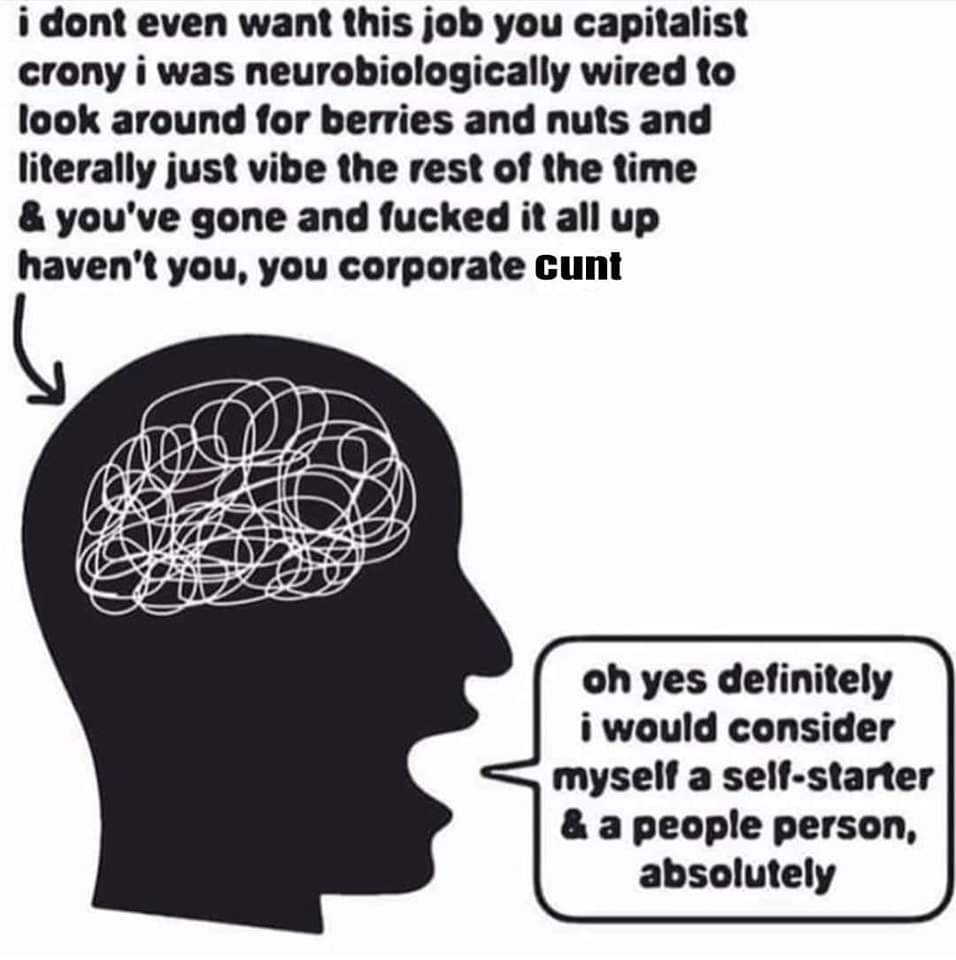 i dont even want this job you capitalist
crony i was neurobiologically wired to
look around for berries and nuts and
literally just vibe the rest of the time
& you've gone and fucked it all up
haven't you, you corporate cunt
oh yes definitely
i would consider
myself a self-starter
& a people person,
absolutely